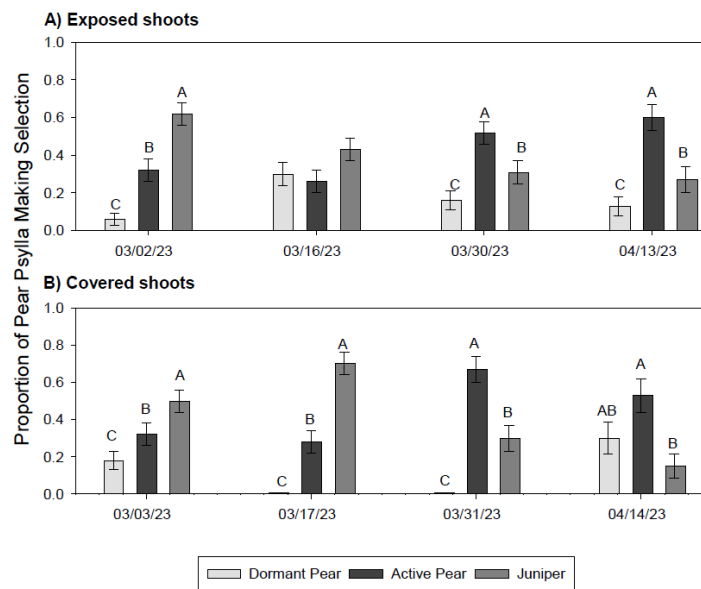 A) Exposed shoots
1.0
0.8
0.6
0.4
0.2
0.0
C B A
A B C
A B C
03/02/23 03/16/23 03/30/23 04/13/23
Proportion of Pear Psylla Making Selection
B) Covered shoots
1.0
0.8
0.6
0.4
0.2
0.0
C B A
C B A
C A B
AB A B
03/03/23 03/17/23 03/31/23 04/14/23
Dormant Pear Active Pear Juniper